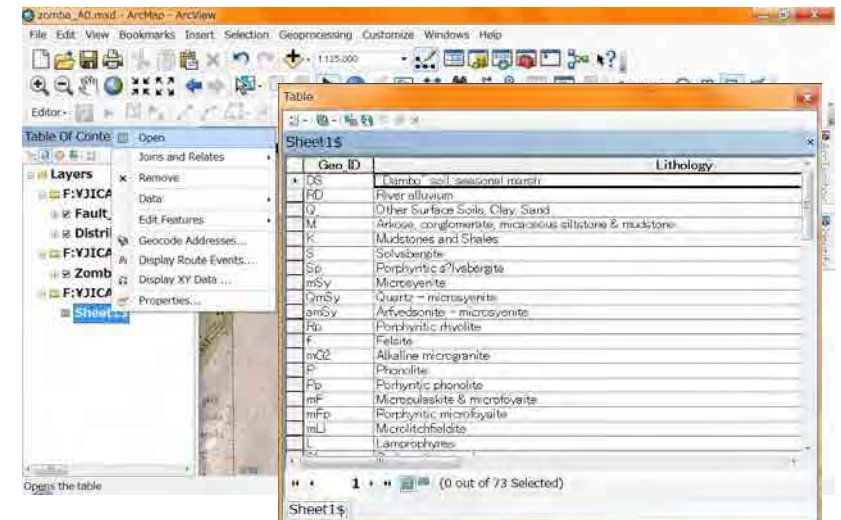 zomba_A0.mxd - ArcMap - ArcView
File Edit View Bookmarks Insert Selection Geoprocessing Customize Windows Help
1:125,000
Editor
Table Of Conte
Layers
F:¥JICA
Fault_
Distri
F:¥JICA
Zomb
F:¥JICA
Sheet1$
Open
Joins and Relates
Remove
Data
Edit Features
Geocode Addresses...
Display Route Events...
Display XY Data ...
Properties...
Opens the table
Table
Sheet1$
Geo_ID Lithology
DS "Dambo" soil seasonal marsh
RD River alluvium
Q Other Surface Soils, Clay, Sand
M Arkose, conglomerate, micaceous siltstone & mudstone
K Mudstones and Shales
S Solvsbergite
Sp Porphyritic s?lvsbergite
mSy Microsyenite
QmSy Quartz - microsyenite
amSy Arfvedsonite - microsyenite
Rp Porphyritic rhyolite
f Felsite
mG2 Alkaline microgranite
P Phonolite
Pp Porhyritic phonolite
mF Micropulaskite & microfoyaite
mFp Porphyritic microfoyaite
mLi Microlitchfieldite
L Lamprophyres
1 (0 out of 73 Selected)
Sheet1$